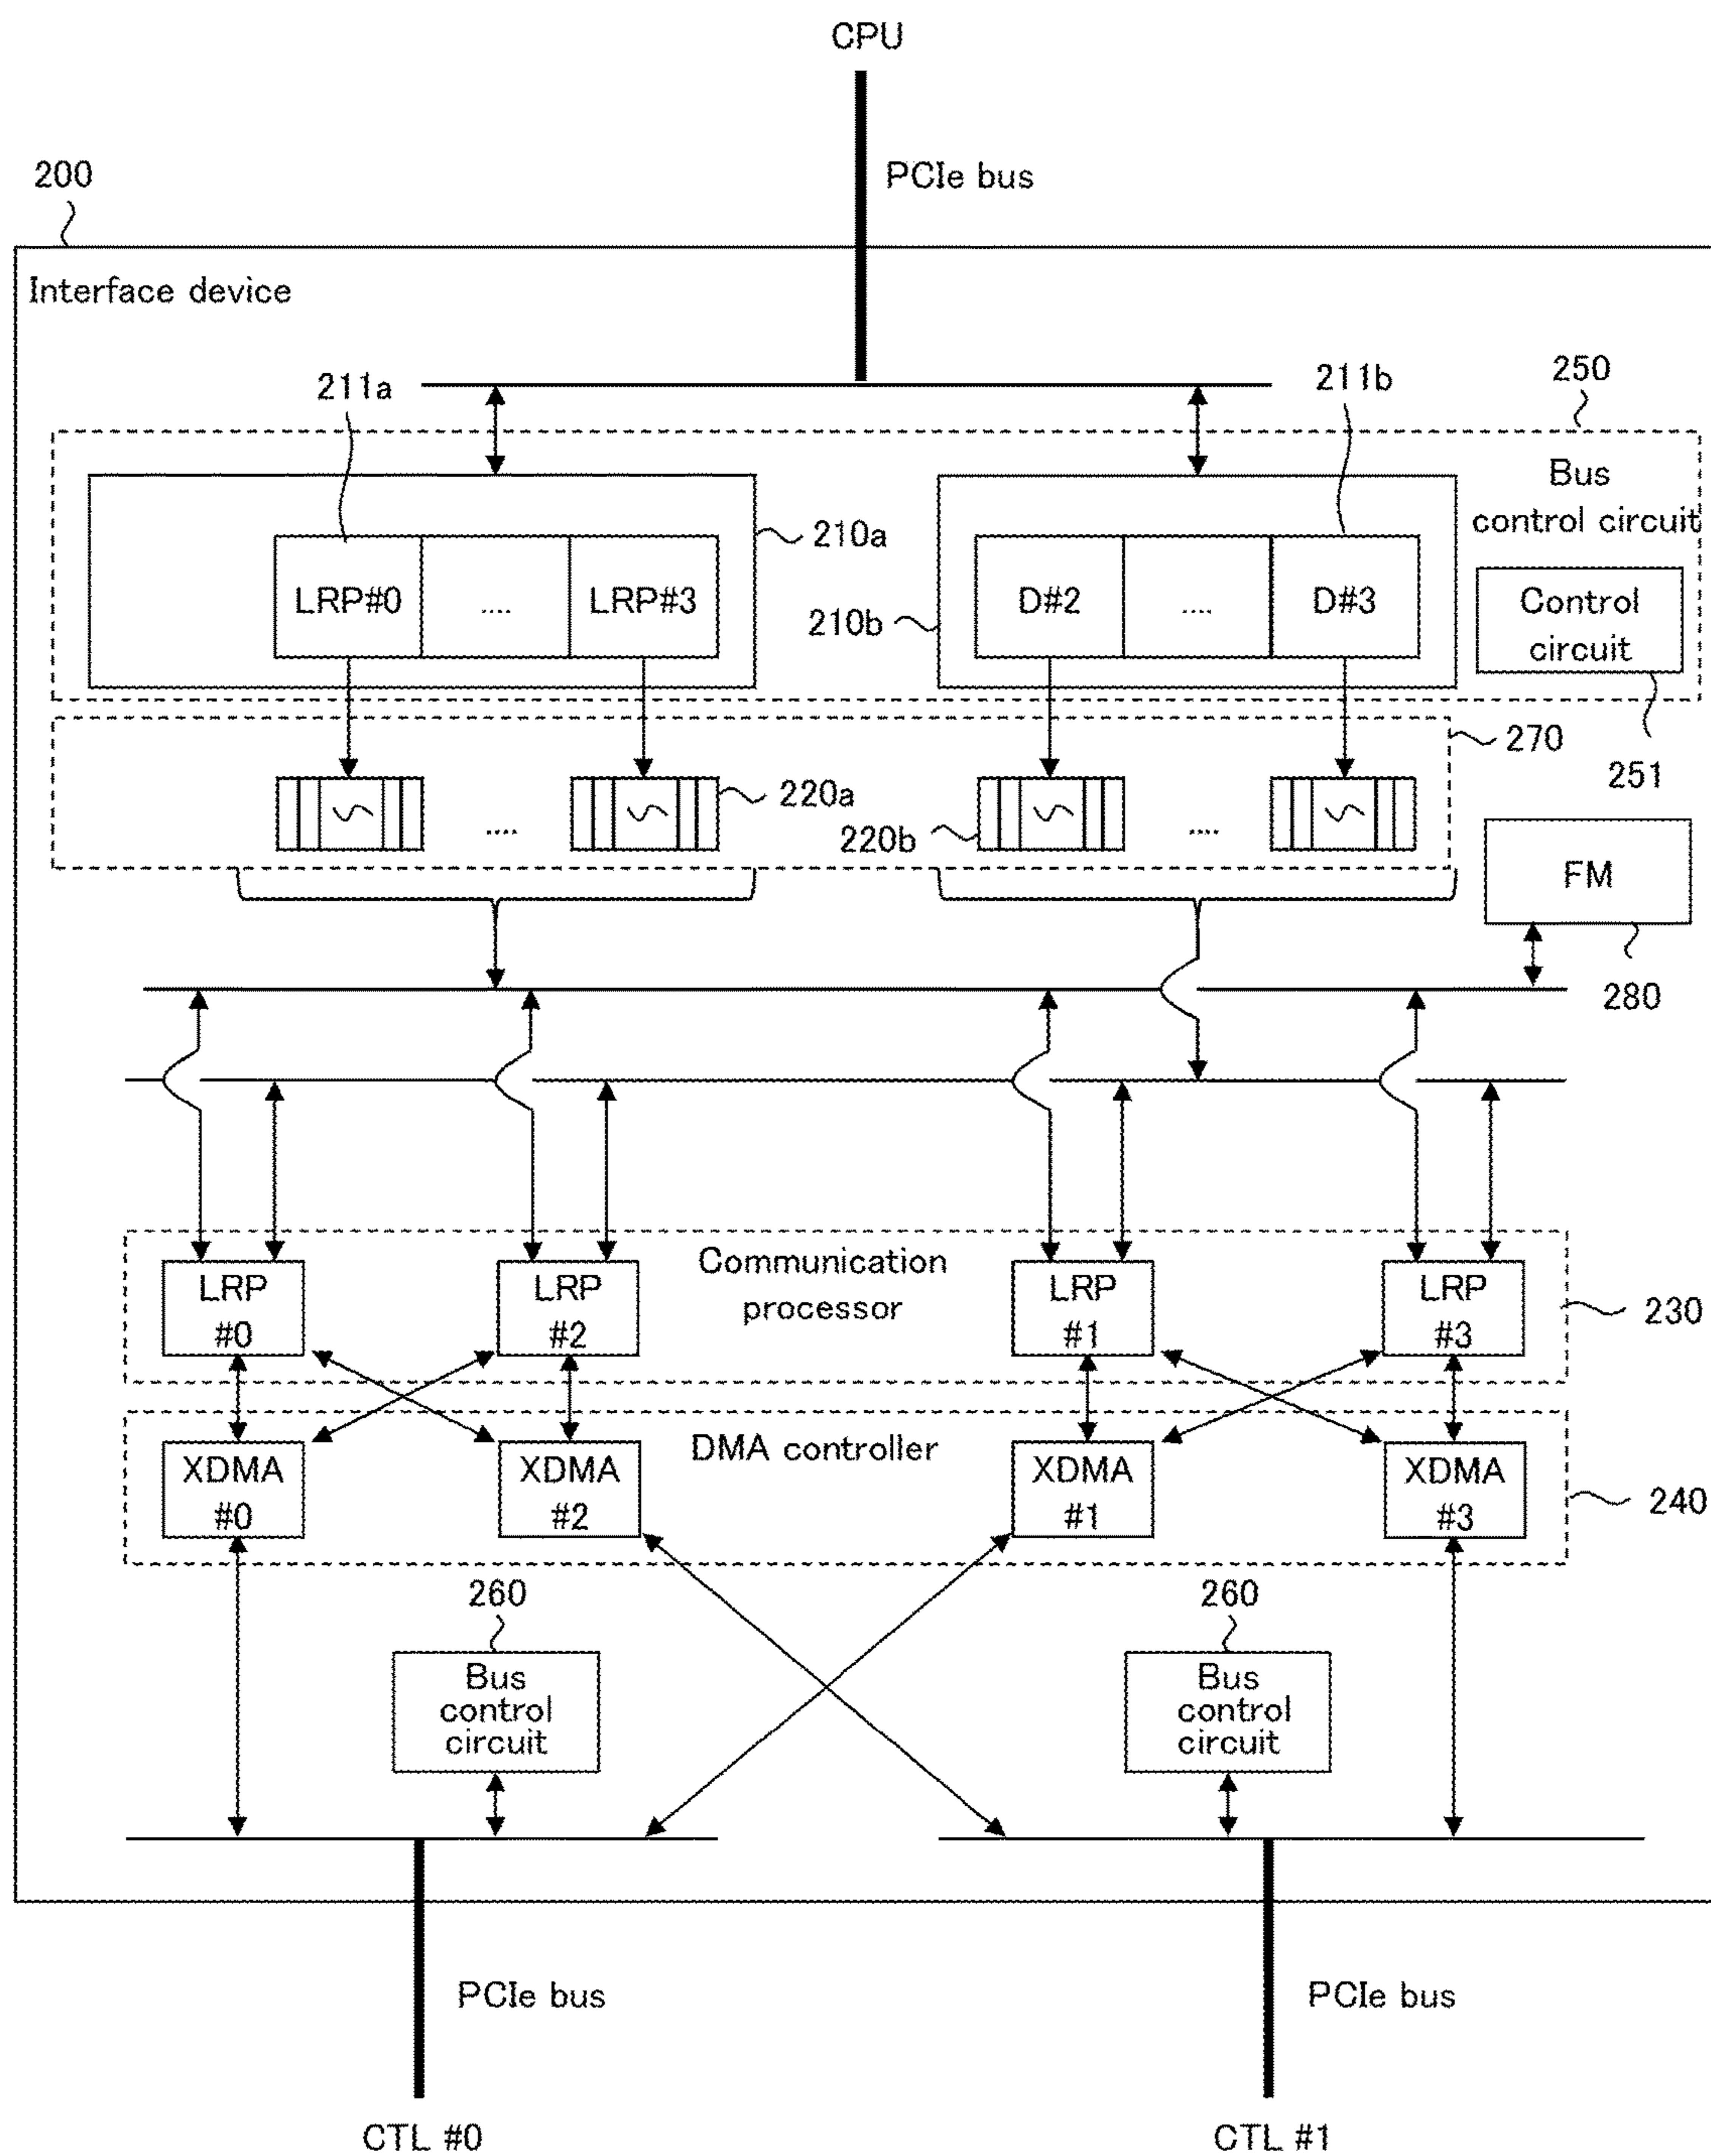 CPU
PCIe bus
200
Interface device
211a
211b
250
Bus
control circuit
210a
LRP#0
....
LRP#3
210b
D#2
....
D#3
Control
circuit
251
270
220a
....
220b
....
FM
280
Communication
processor
LRP
#0
LRP
#2
LRP
#1
LRP
#3
230
DMA controller
XDMA
#0
XDMA
#2
XDMA
#1
XDMA
#3
240
260
Bus
control
circuit
260
Bus
control
circuit
PCIe bus
PCIe bus
CTL #0
CTL #1